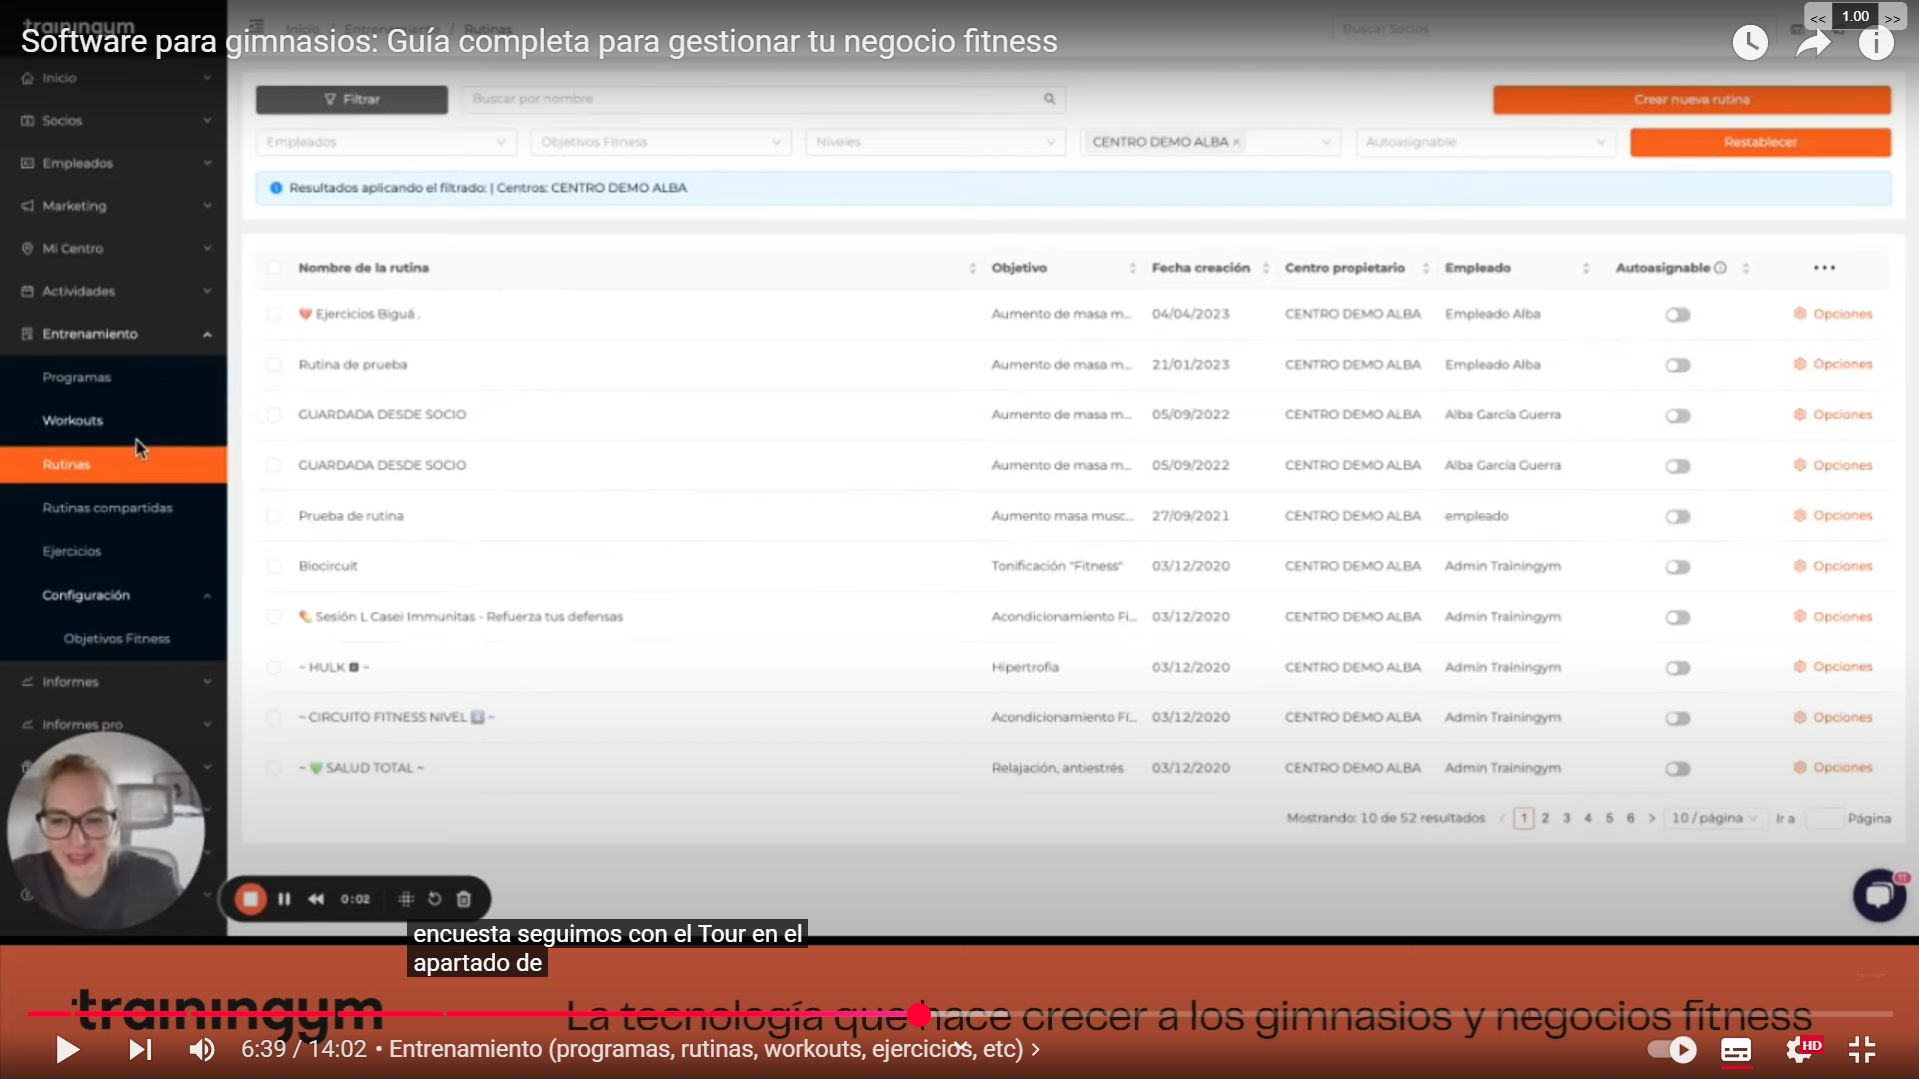 trainingym
Inicio / Entrenamiento / Rutinas
Buscar Socios
<< 1.00 >>
Software para gimnasios: Guía completa para gestionar tu negocio fitness
Inicio
Socios
Empleados
Marketing
Mi Centro
Actividades
Entrenamiento
Programas
Workouts
Rutinas
Rutinas compartidas
Ejercicios
Configuración
Objetivos Fitness
Informes
Informes pro
Filtrar
Buscar por nombre
Crear nueva rutina
Empleados
Objetivos Fitness
Niveles
CENTRO DEMO ALBA ×
Autoasignable
Restablecer
Resultados aplicando el filtrado: | Centros: CENTRO DEMO ALBA
Nombre de la rutina Objetivo Fecha creación Centro propietario Empleado Autoasignable
Ejercicios Biguá . Aumento de masa m... 04/04/2023 CENTRO DEMO ALBA Empleado Alba Opciones
Rutina de prueba Aumento de masa m... 21/01/2023 CENTRO DEMO ALBA Empleado Alba Opciones
GUARDADA DESDE SOCIO Aumento de masa m... 05/09/2022 CENTRO DEMO ALBA Alba García Guerra Opciones
GUARDADA DESDE SOCIO Aumento de masa m... 05/09/2022 CENTRO DEMO ALBA Alba García Guerra Opciones
Prueba de rutina Aumento masa musc... 27/09/2021 CENTRO DEMO ALBA empleado Opciones
Biocircuit Tonificación "Fitness" 03/12/2020 CENTRO DEMO ALBA Admin Trainingym Opciones
Sesión L Casei Immunitas - Refuerza tus defensas Acondicionamiento Fi... 03/12/2020 CENTRO DEMO ALBA Admin Trainingym Opciones
~ HULK ~ Hipertrofia 03/12/2020 CENTRO DEMO ALBA Admin Trainingym Opciones
~ CIRCUITO FITNESS NIVEL ~ Acondicionamiento Fi... 03/12/2020 CENTRO DEMO ALBA Admin Trainingym Opciones
~ SALUD TOTAL ~ Relajación, antiestrés 03/12/2020 CENTRO DEMO ALBA Admin Trainingym Opciones
Mostrando: 10 de 52 resultados < 1 2 3 4 5 6 > 10 / página Ir a Página
0:02
11
encuesta seguimos con el Tour en el
apartado de
trainingym
La tecnología que hace crecer a los gimnasios y negocios fitness
6:39 / 14:02 • Entrenamiento (programas, rutinas, workouts, ejercicios, etc) >
HD